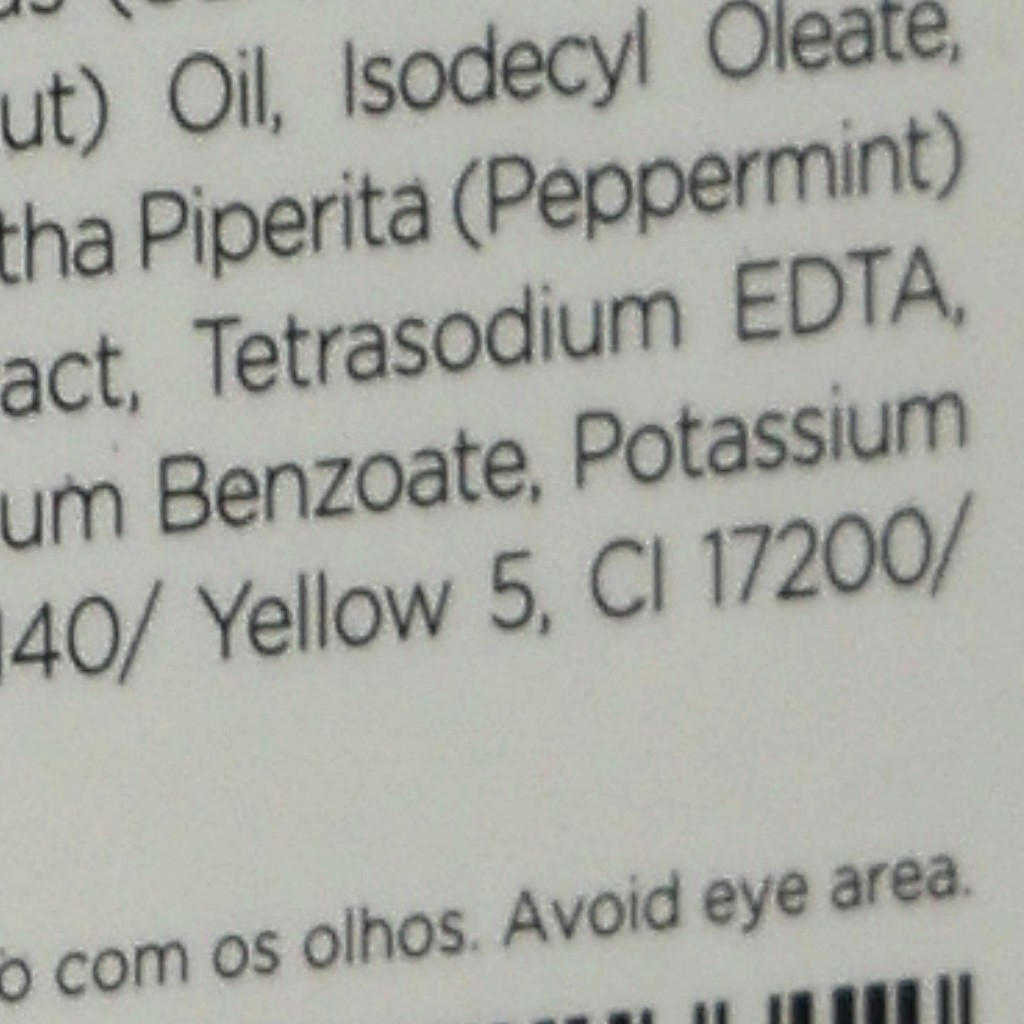 ut) Oil, Isodecyl Oleate,
tha Piperita (Peppermint)
act, Tetrasodium EDTA,
um Benzoate, Potassium
140/ Yellow 5, CI 17200/
o com os olhos. Avoid eye area.